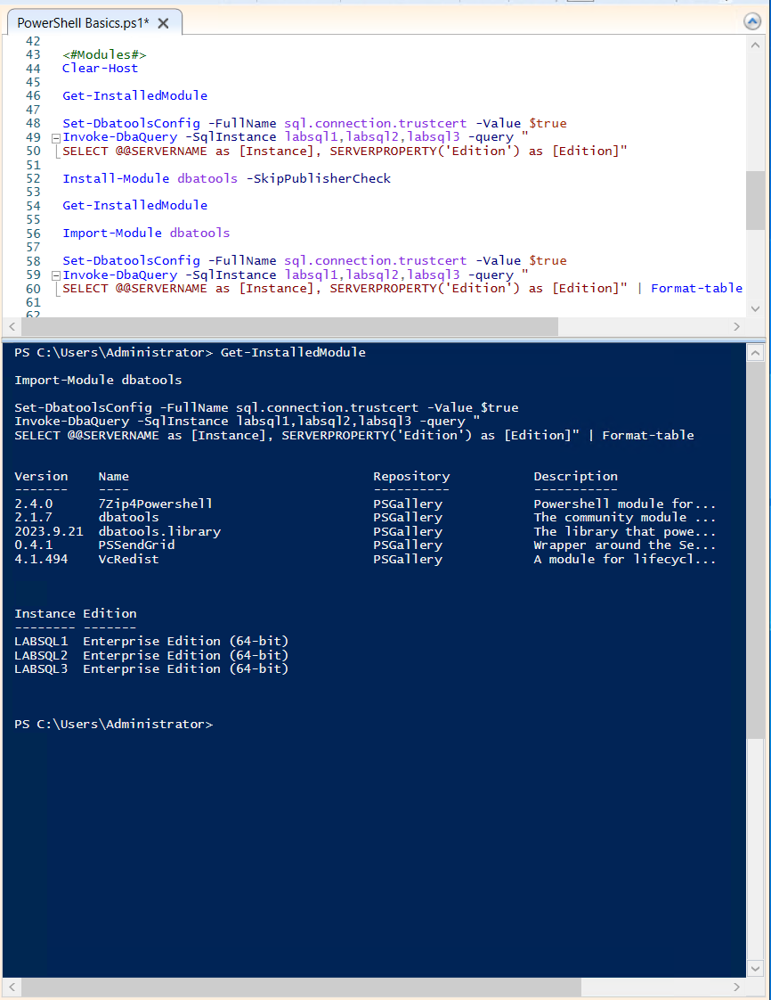 PowerShell Basics.ps1* X
42
43 <#Modules#>
44 Clear-Host
45
46 Get-InstalledModule
47
48 Set-DbatoolsConfig -FullName sql.connection.trustcert -Value $true
49 Invoke-DbaQuery -SqlInstance labsql1,labsql2,labsql3 -query "
50 SELECT @@SERVERNAME as [Instance], SERVERPROPERTY('Edition') as [Edition]"
51
52 Install-Module dbatools -SkipPublisherCheck
53
54 Get-InstalledModule
55
56 Import-Module dbatools
57
58 Set-DbatoolsConfig -FullName sql.connection.trustcert -Value $true
59 Invoke-DbaQuery -SqlInstance labsql1,labsql2,labsql3 -query "
60 SELECT @@SERVERNAME as [Instance], SERVERPROPERTY('Edition') as [Edition]" | Format-table
61
62
PS C:\Users\Administrator> Get-InstalledModule
Import-Module dbatools
Set-DbatoolsConfig -FullName sql.connection.trustcert -Value $true
Invoke-DbaQuery -SqlInstance labsql1,labsql2,labsql3 -query "
SELECT @@SERVERNAME as [Instance], SERVERPROPERTY('Edition') as [Edition]" | Format-table
Version Name Repository Description
------- ---- ---------- -----------
2.4.0 7Zip4Powershell PSGallery Powershell module for...
2.1.7 dbatools PSGallery The community module ...
2023.9.21 dbatools.library PSGallery The library that powe...
0.4.1 PSSendGrid PSGallery Wrapper around the Se...
4.1.494 VcRedist PSGallery A module for lifecycl...
Instance Edition
-------- -------
LABSQL1 Enterprise Edition (64-bit)
LABSQL2 Enterprise Edition (64-bit)
LABSQL3 Enterprise Edition (64-bit)
PS C:\Users\Administrator>